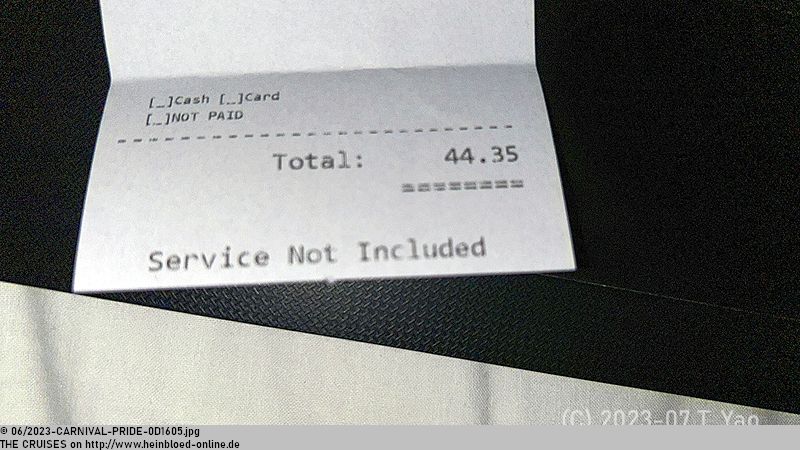 [_]Cash [_]Card
[_]NOT PAID
--------------------------------
Total: 44.35
========
Service Not Included
(C) 2023-07 T. Yao
© 06/2023-CARNIVAL-PRIDE-0D1605.jpg
THE CRUISES on http://www.heinbloed-online.de